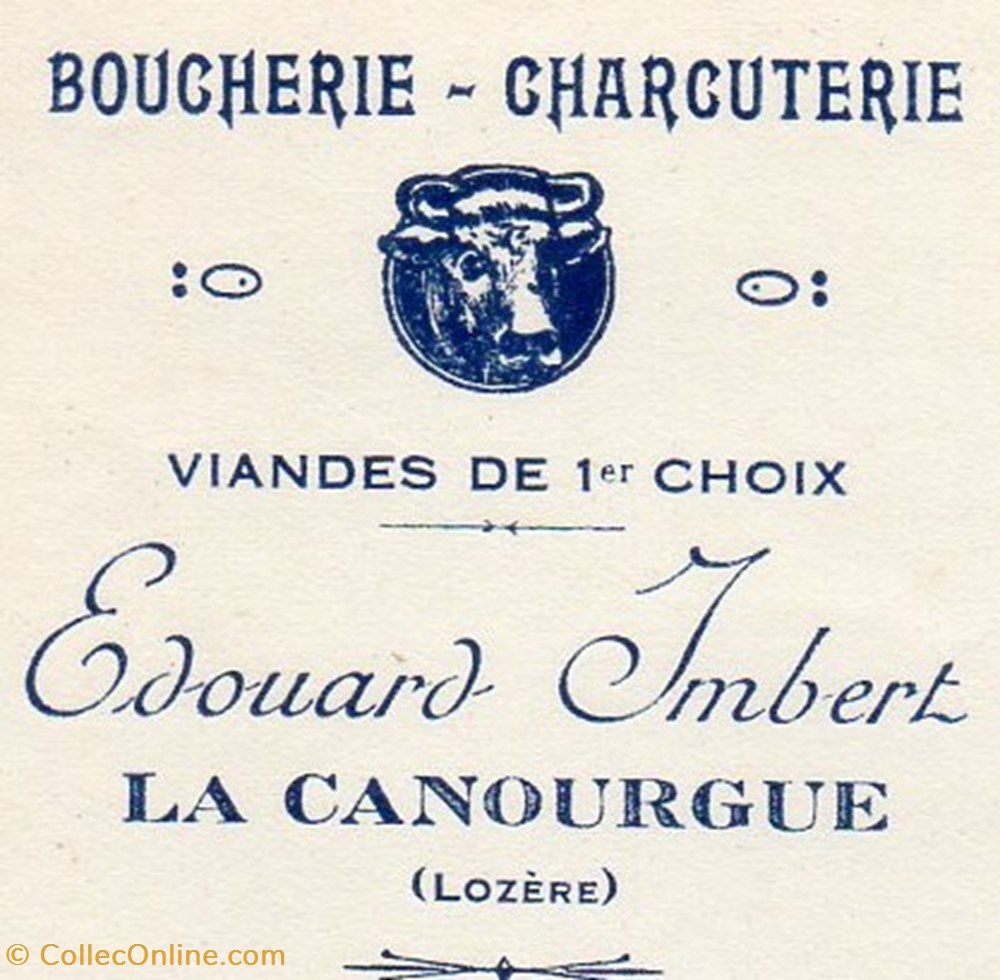 BOUCHERIE - CHARCUTERIE
VIANDES DE 1er CHOIX
Edouard Imbert
LA CANOURGUE
(LOZÈRE)
© CollecOnline.com